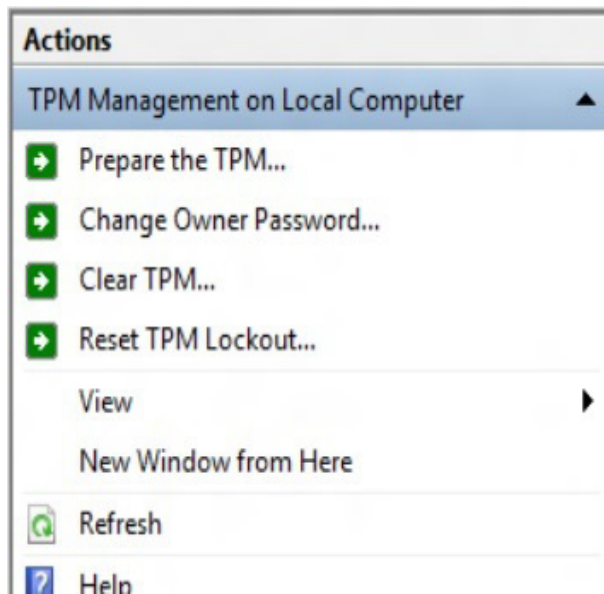 Actions
TPM Management on Local Computer
Prepare the TPM...
Change Owner Password...
Clear TPM...
Reset TPM Lockout...
View
New Window from Here
Refresh
Help